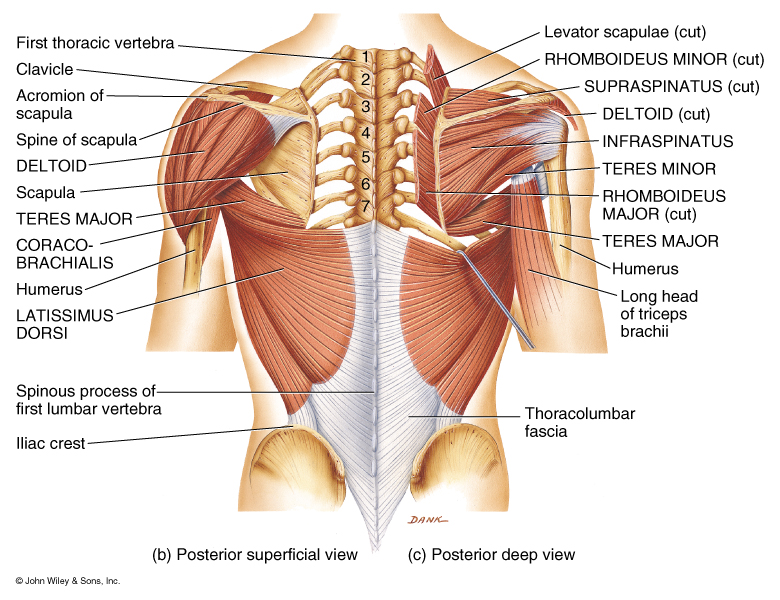 First thoracic vertebra
Clavicle
Acromion of
scapula
Spine of scapula
DELTOID
Scapula
TERES MAJOR
CORACO-
BRACHIALIS
Humerus
LATISSIMUS
DORSI
Spinous process of
first lumbar vertebra
Iliac crest
1
2
3
4
5
6
7
Levator scapulae (cut)
RHOMBOIDEUS MINOR (cut)
SUPRASPINATUS (cut)
DELTOID (cut)
INFRASPINATUS
TERES MINOR
RHOMBOIDEUS
MAJOR (cut)
TERES MAJOR
Humerus
Long head
of triceps
brachii
Thoracolumbar
fascia
DANK
(b) Posterior superficial view
(c) Posterior deep view
© John Wiley & Sons, Inc.